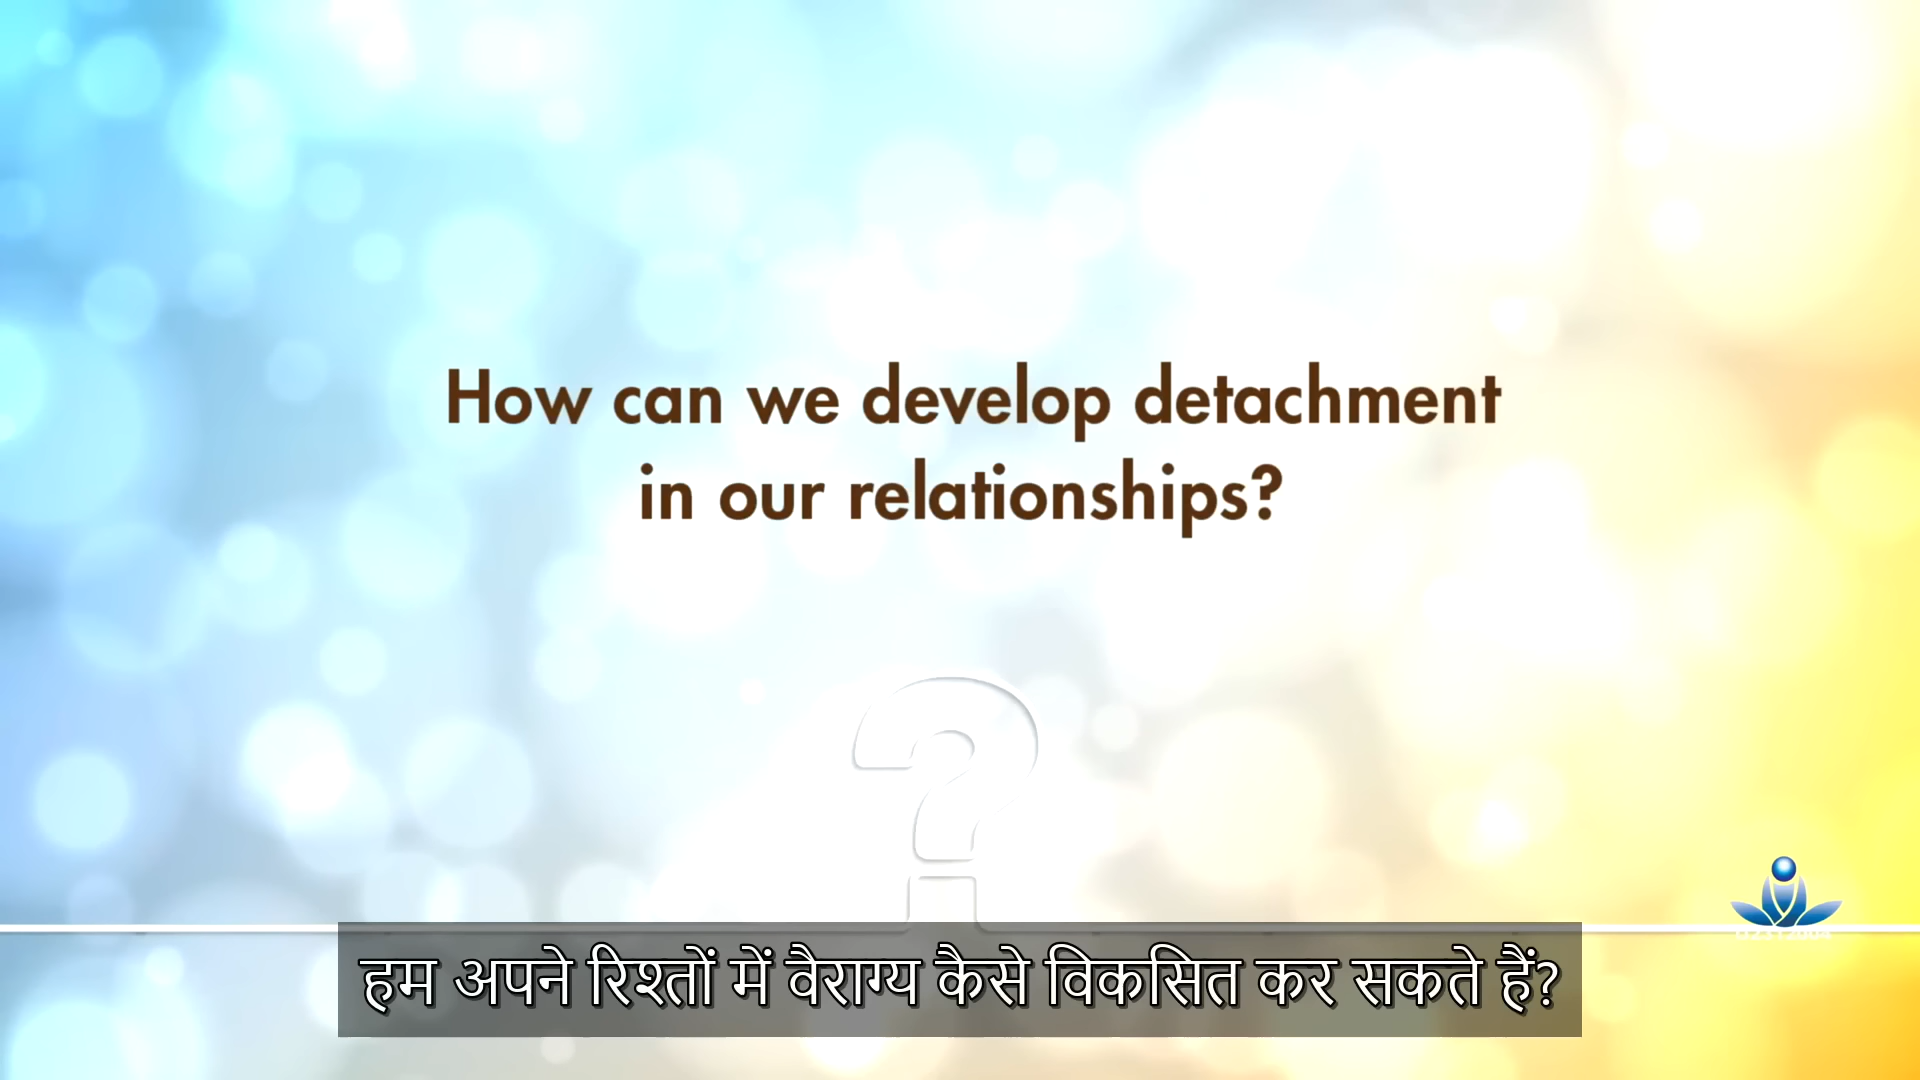 How can we develop detachment
in our relationships?
?
हम अपने रिश्तों में वैराग्य कैसे विकसित कर सकते हैं?